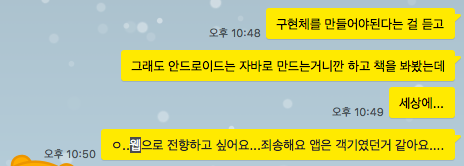 구현체를 만들어야된다는 걸 듣고
오후 10:48
그래도 안드로이드는 자바로 만드는거니깐 하고 책을 봐봤는데
세상에...
오후 10:49
ㅇ..웹으로 전향하고 싶어요...죄송해요 앱은 객기였던거 같아요....
오후 10:50